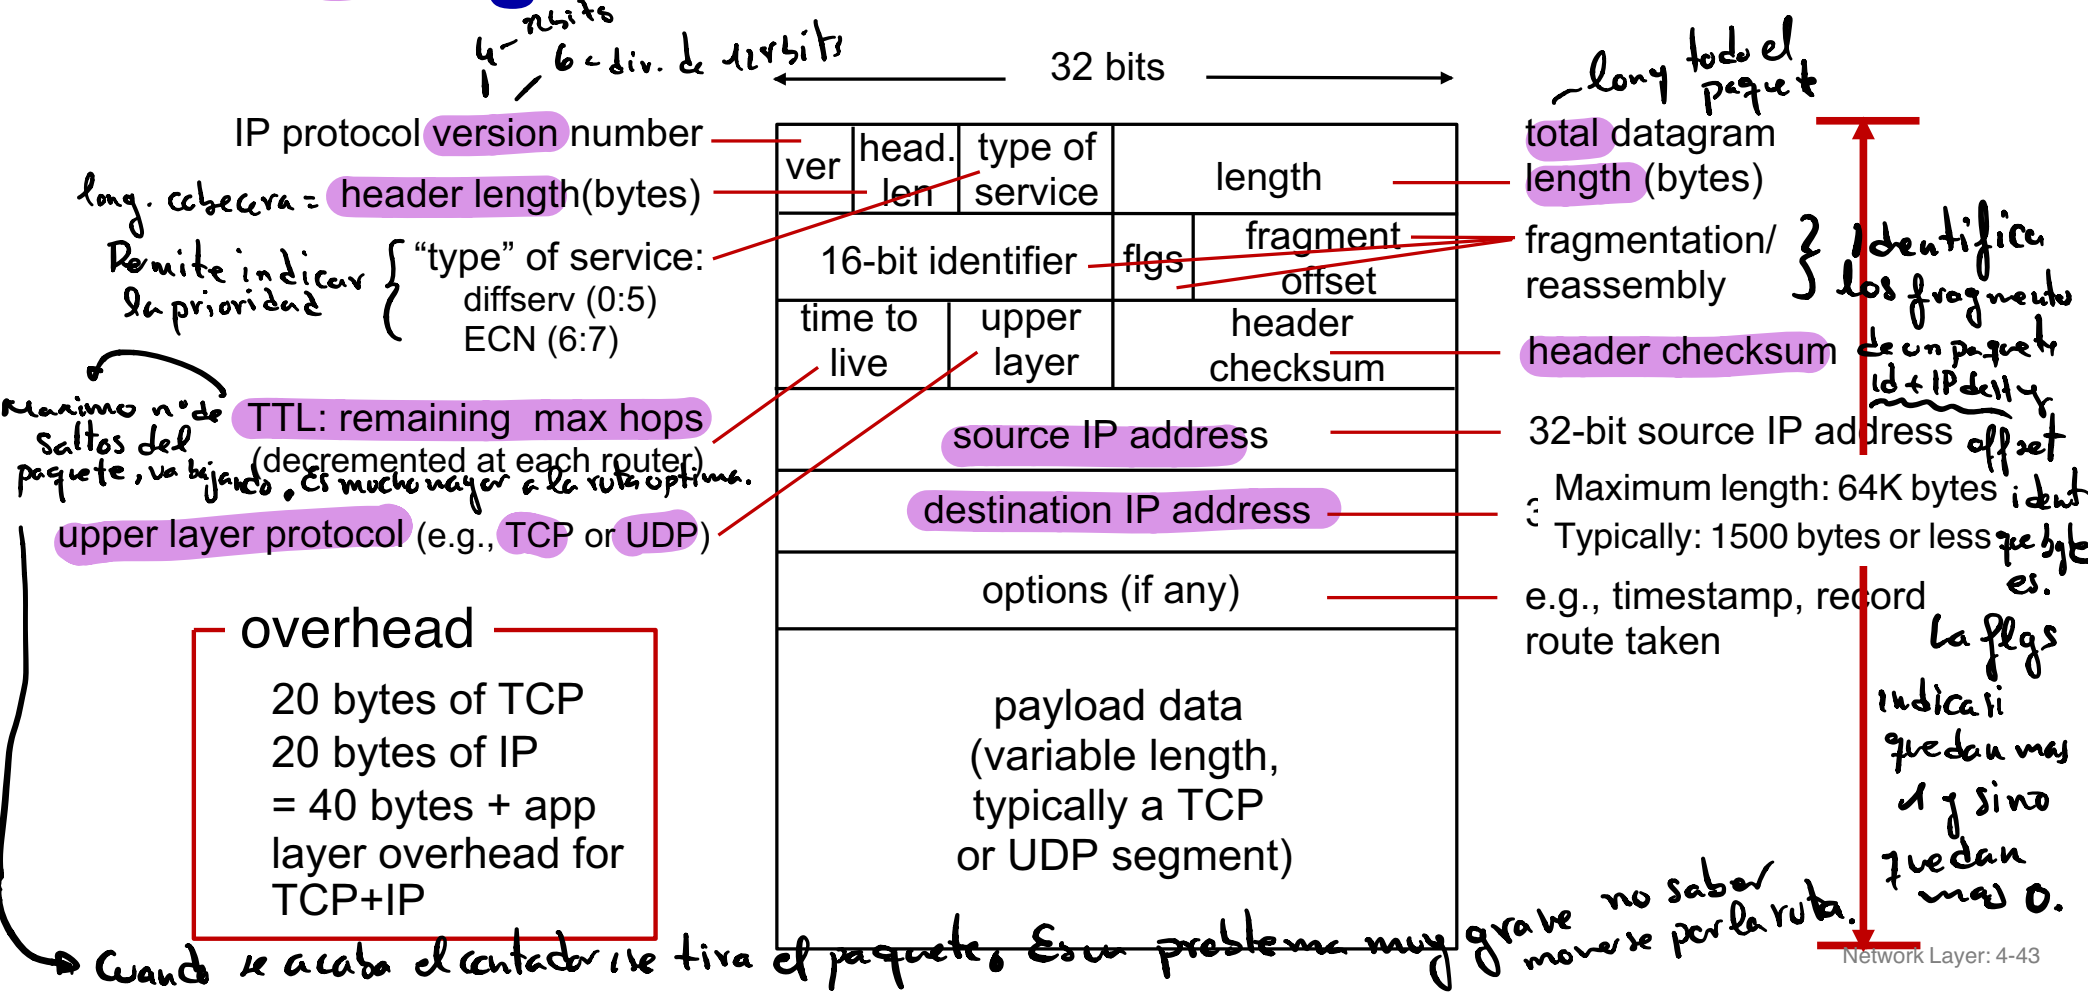 4 - 32bits
6 = dir. de 128bits
32 bits
long todo el
paquete
IP protocol version number
long. cabecera = header length(bytes)
Permite indicar
la prioridad
"type" of service:
diffserv (0:5)
ECN (6:7)
Maximo nº de
saltos del
paquete, va bajando. Es mucho mayor a la ruta optima.
TTL: remaining max hops
(decremented at each router)
upper layer protocol (e.g., TCP or UDP)
overhead
20 bytes of TCP
20 bytes of IP
= 40 bytes + app
layer overhead for
TCP+IP
ver
head.
len
type of
service
length
16-bit identifier
flgs
fragment
offset
time to
live
upper
layer
header
checksum
source IP address
destination IP address
options (if any)
payload data
(variable length,
typically a TCP
or UDP segment)
total datagram
length (bytes)
fragmentation/
reassembly
header checksum
32-bit source IP address
Maximum length: 64K bytes
Typically: 1500 bytes or less
e.g., timestamp, record
route taken
Identifica
los fragmentos
de un paquete
id + IP dest y
offset
ident
que byte
es.
La flgs
indica si
quedan mas
1 y sino
quedan
mas 0.
Cuando se acaba el contador se tira el paquete. Es un problema muy grave no saber
moverse por la ruta.
Network Layer: 4-43